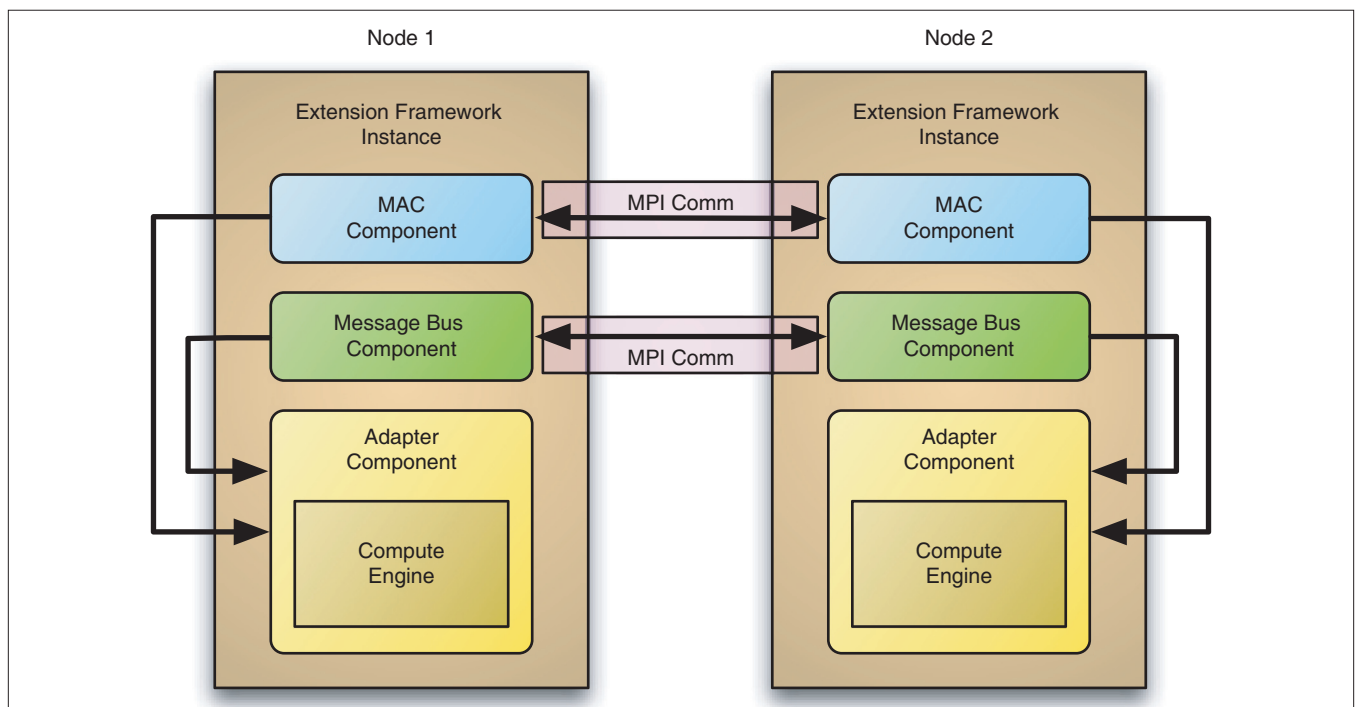 Node 1
Node 2
Extension Framework
Instance
Extension Framework
Instance
MAC
Component
MPI Comm
MAC
Component
Message Bus
Component
MPI Comm
Message Bus
Component
Adapter
Component
Adapter
Component
Compute
Engine
Compute
Engine